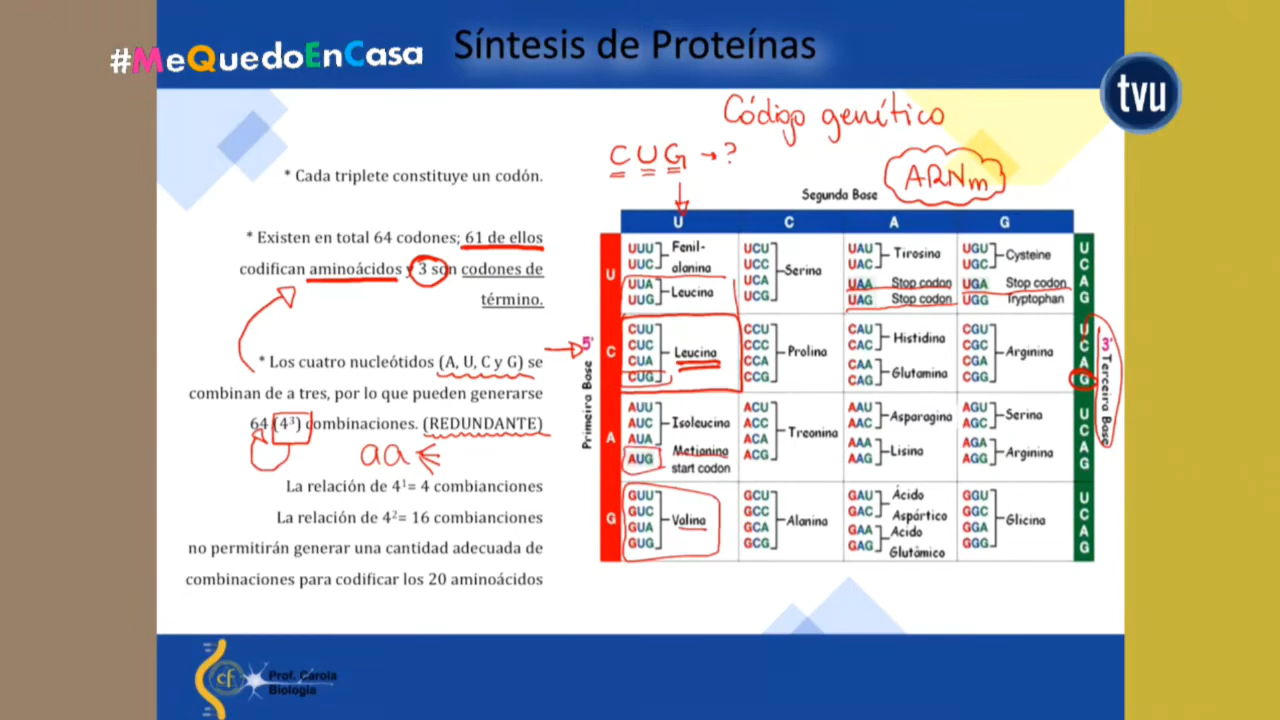 #MeQuedoEnCasa
Síntesis de Proteínas
tvu
Código genético
CUG → ?
ARNm
* Cada triplete constituye un codón.
* Existen en total 64 codones; 61 de ellos
codifican aminoácidos y 3 son codones de
término.
* Los cuatro nucleótidos (A, U, C y G) se
combinan de a tres, por lo que pueden generarse
64 (4³) combinaciones. (REDUNDANTE)
aa
La relación de 4¹= 4 combianciones
La relación de 4²= 16 combianciones
no permitirán generar una cantidad adecuada de
combinaciones para codificar los 20 aminoácidos
Segunda Base
U C A G
5' Primeira Base
3' Terceira Base
U
UUU Fenil-
UUC alanina
UUA Leucina
UUG
UCU
UCC Serina
UCA
UCG
UAU Tirosina
UAC
UAA Stop codon
UAG Stop codon
UGU Cysteine
UGC
UGA Stop codon
UGG Tryptophan
U
C
A
G
C
CUU
CUC Leucina
CUA
CUG
CCU
CCC Prolina
CCA
CCG
CAU Histidina
CAC
CAA Glutamina
CAG
CGU
CGC Arginina
CGA
CGG
U
C
A
G
A
AUU
AUC Isoleucina
AUA
AUG Metionina
start codon
ACU
ACC Treonina
ACA
ACG
AAU Asparagina
AAC
AAA Lisina
AAG
AGU Serina
AGC
AGA Arginina
AGG
U
C
A
G
G
GUU
GUC Valina
GUA
GUG
GCU
GCC Alanina
GCA
GCG
GAU Ácido
GAC Aspártico
GAA Ácido
GAG Glutâmico
GGU
GGC Glicina
GGA
GGG
U
C
A
G
cf
Prof. Carola
Biología